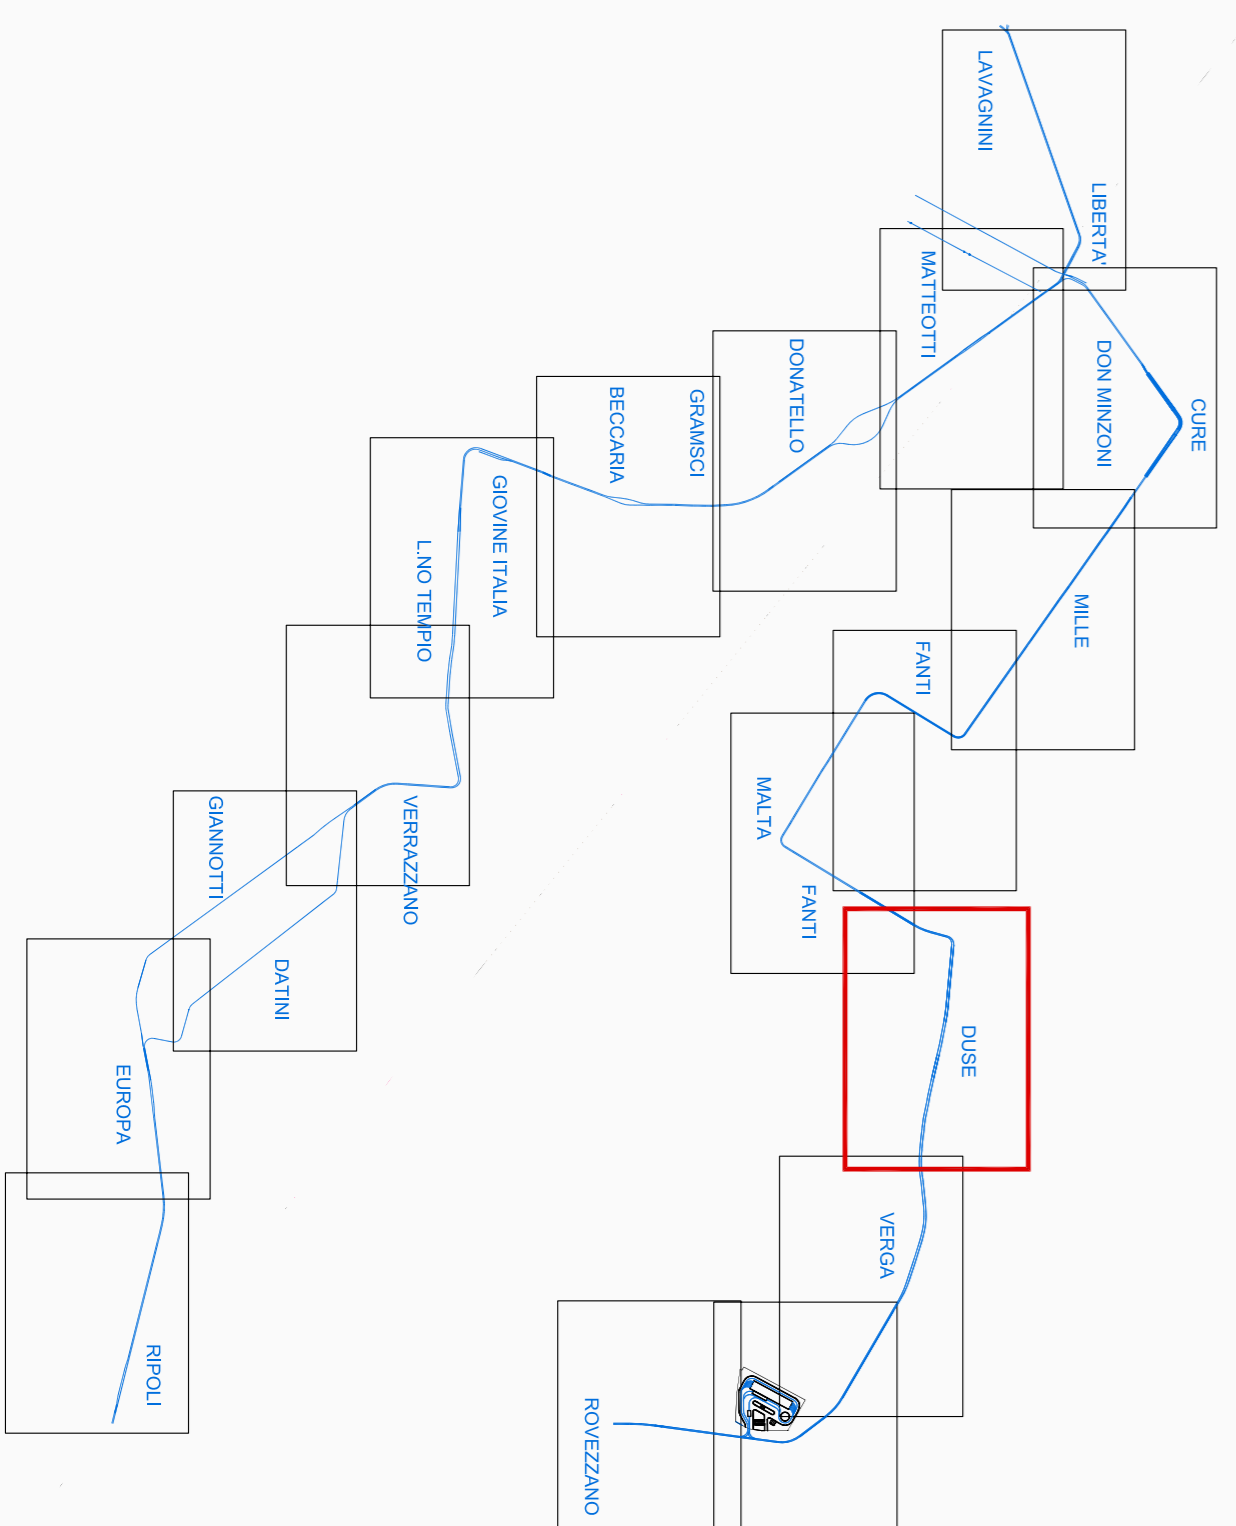 LAVAGNINI
LIBERTA'
MATTEOTTI
DON MINZONI
CURE
DONATELLO
GRAMSCI
BECCARIA
GIOVINE ITALIA
L.NO TEMPIO
MILLE
FANTI
MALTA
FANTI
VERRAZZANO
GIANNOTTI
DATINI
DUSE
EUROPA
VERGA
RIPOLI
ROVEZZANO